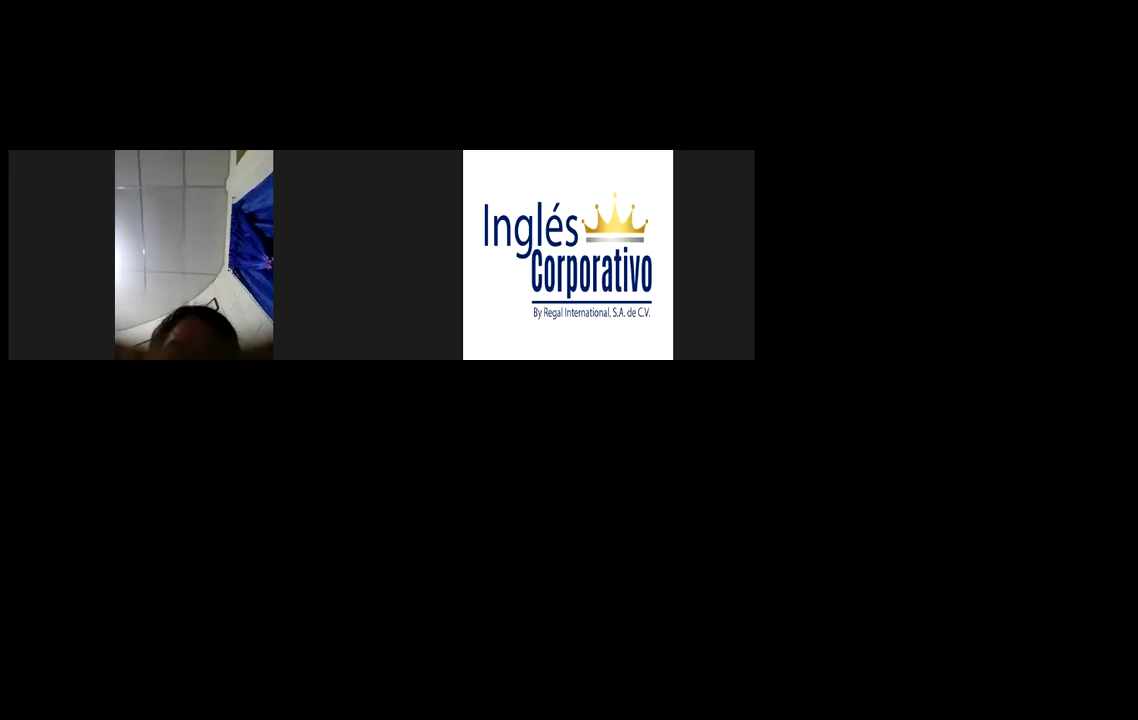 Inglés
Corporativo
By Regal International, S.A. de C.V.